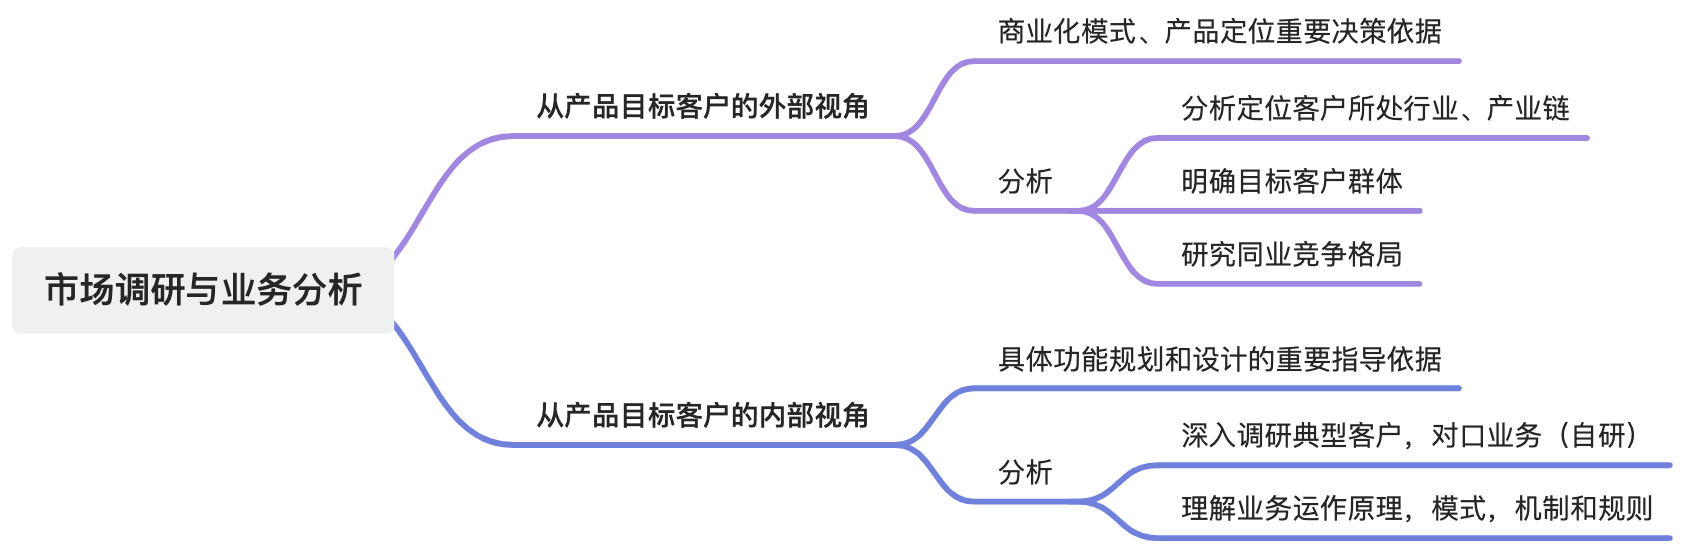 市场调研与业务分析
从产品目标客户的外部视角
商业化模式、产品定位重要决策依据
分析
分析定位客户所处行业、产业链
明确目标客户群体
研究同业竞争格局
从产品目标客户的内部视角
具体功能规划和设计的重要指导依据
分析
深入调研典型客户，对口业务（自研）
理解业务运作原理，模式，机制和规则